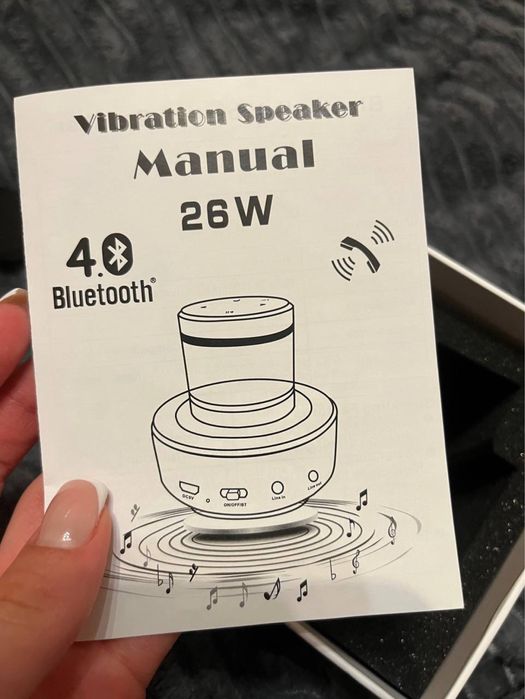 Vibration Speaker
Manual
26W
4.0
Bluetooth®
DC5V
ON/OFF/BT
Line in
Line out